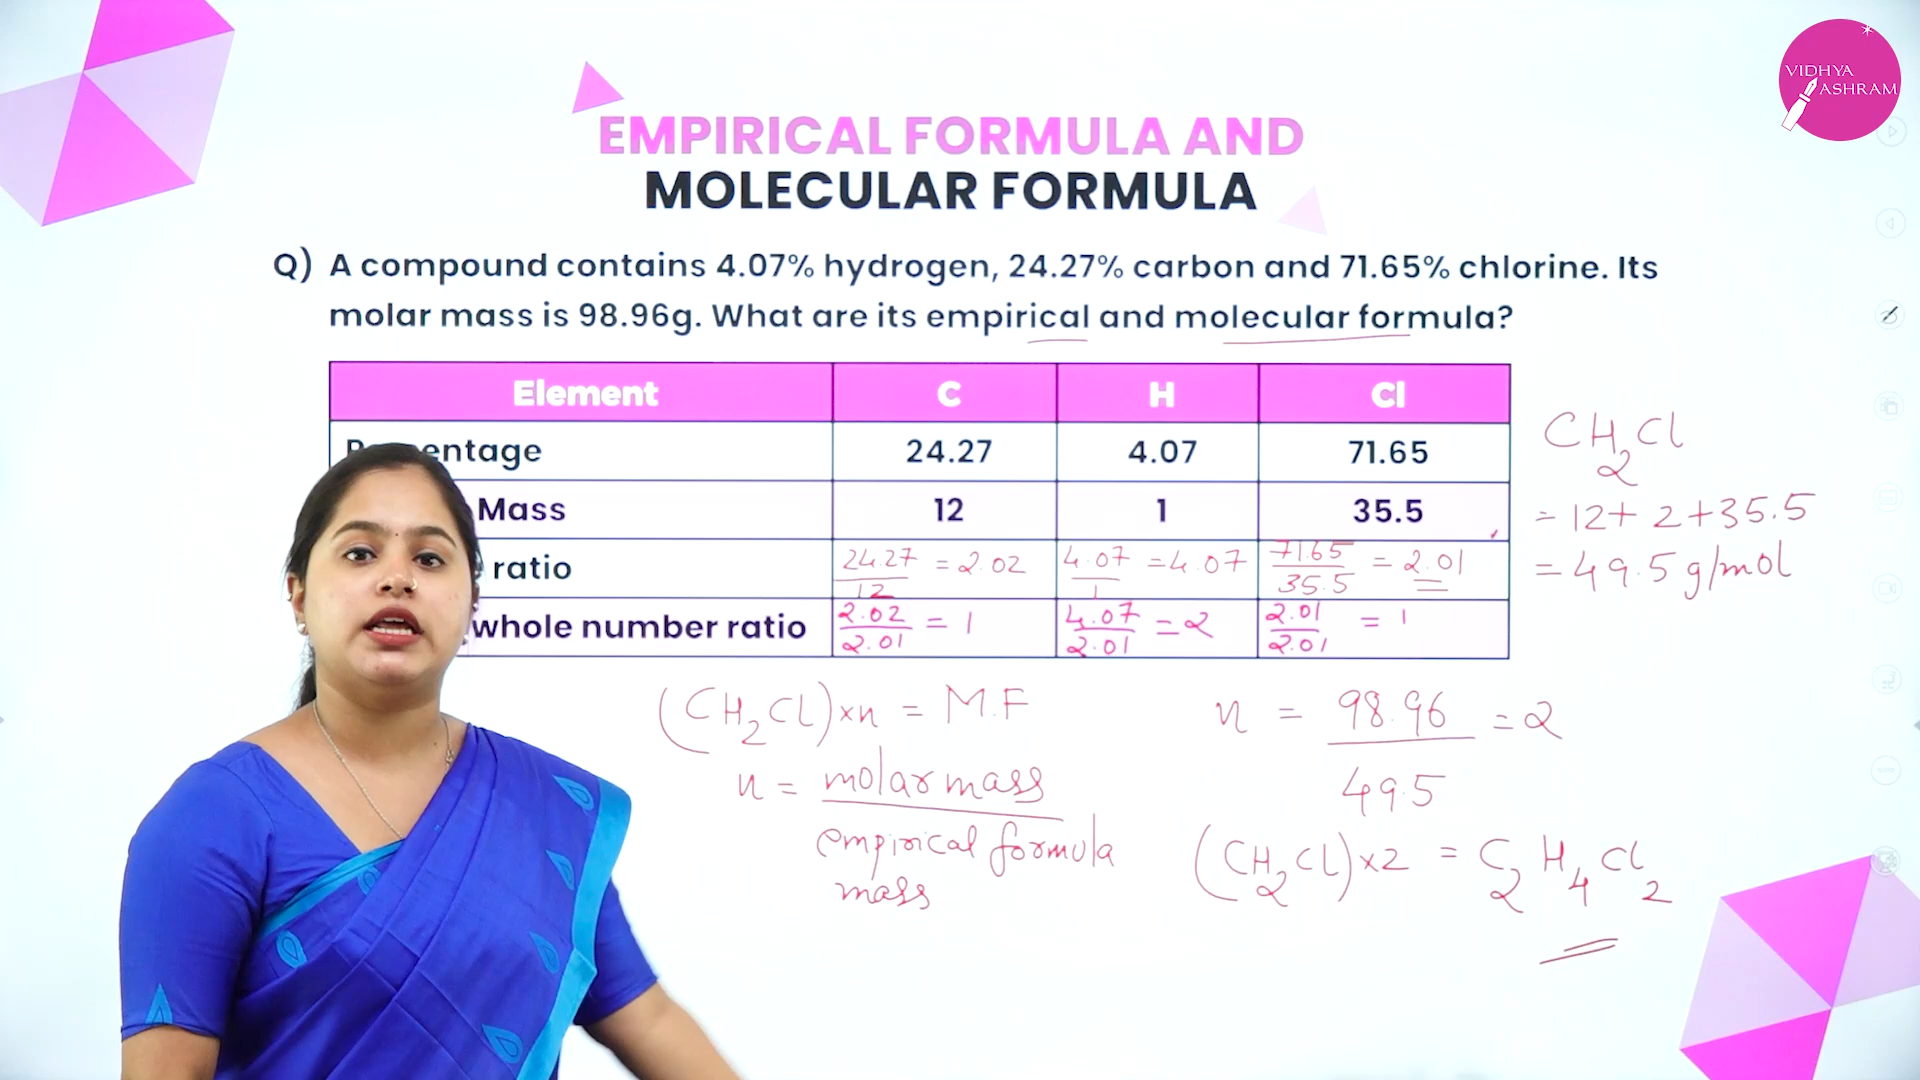 VIDHYA
ASHRAM
EMPIRICAL FORMULA AND
MOLECULAR FORMULA
Q) A compound contains 4.07% hydrogen, 24.27% carbon and 71.65% chlorine. Its
molar mass is 98.96g. What are its empirical and molecular formula?
Element C H Cl
entage 24.27 4.07 71.65
Mass 12 1 35.5
ratio 24.27/12 = 2.02 4.07/1 = 4.07 71.65/35.5 = 2.01
whole number ratio 2.02/2.01 = 1 4.07/2.01 = 2 2.01/2.01 = 1
CH₂Cl
= 12+ 2+35.5
= 49.5 g/mol
(CH₂Cl)×n = M.F
n = molar mass
empirical formula
mass
n = 98.96/49.5 = 2
(CH₂Cl)×2 = C₂H₄Cl₂